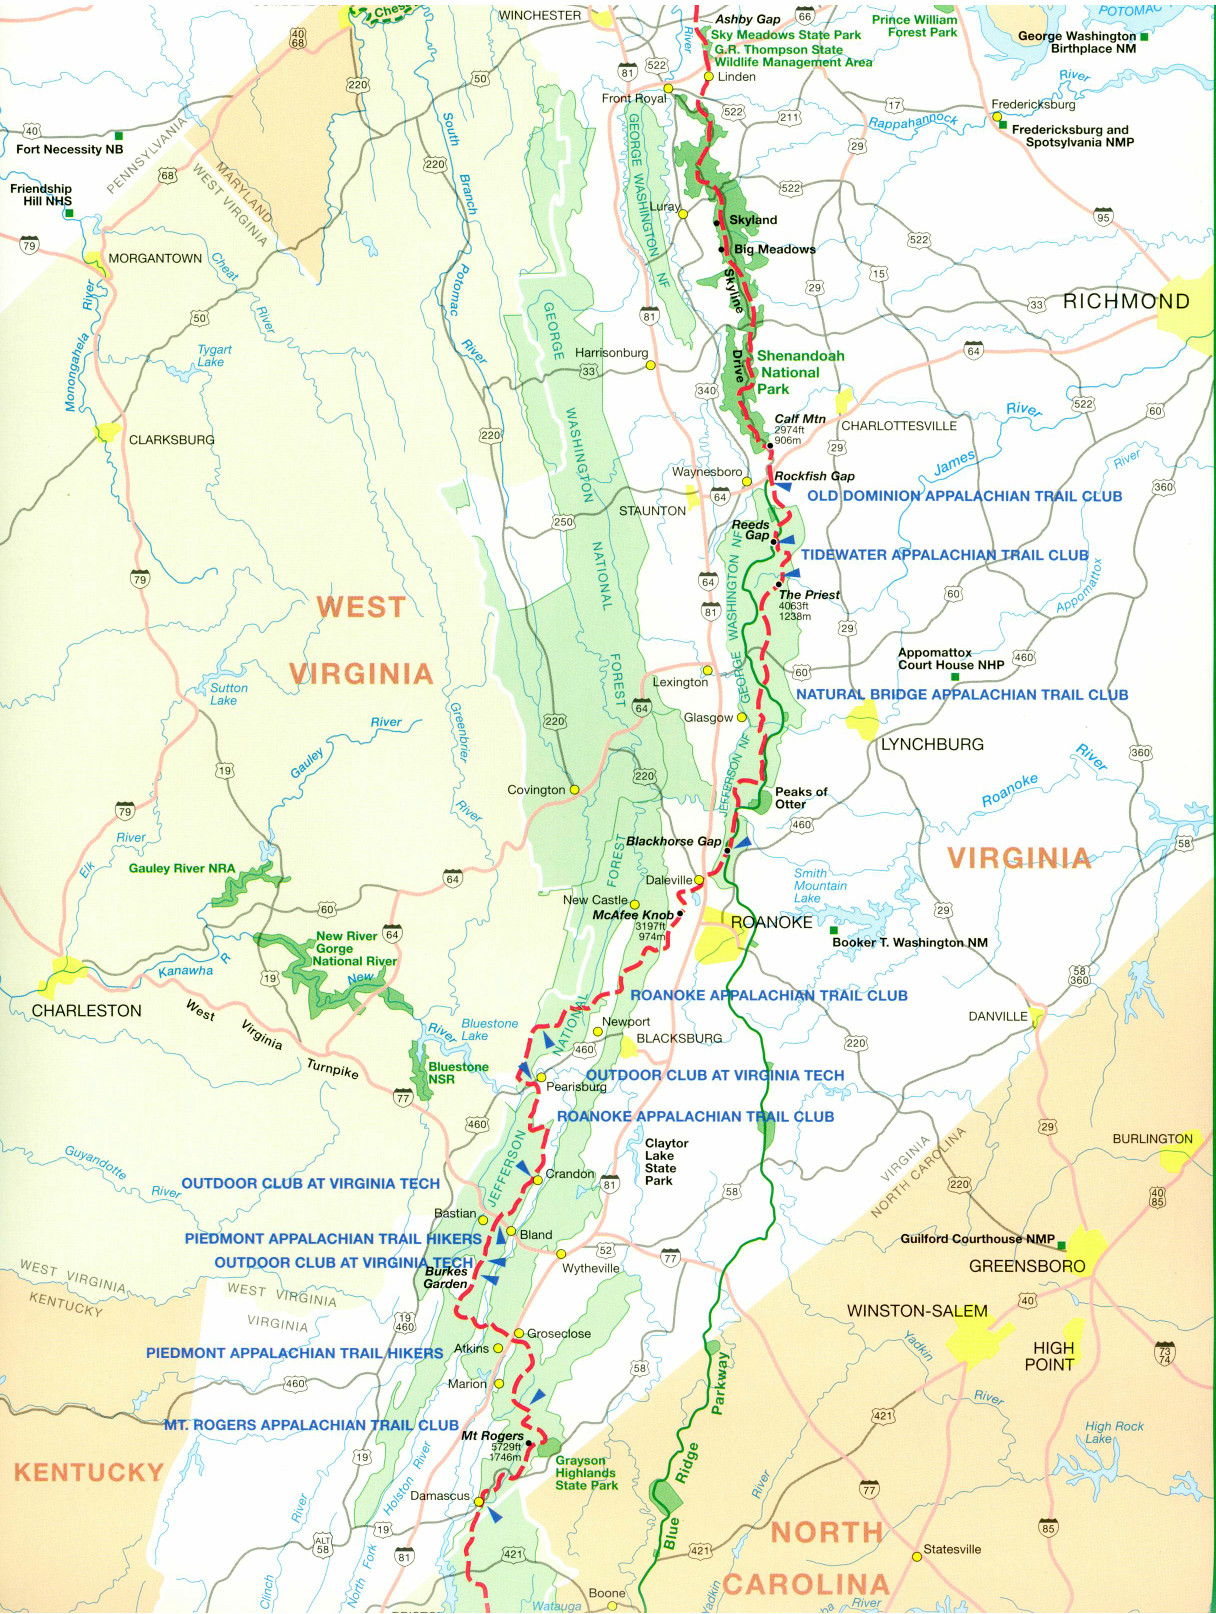 WINCHESTER
Ashby Gap
66
Prince William
Forest Park
POTOMAC
George Washington
Birthplace NM
Sky Meadows State Park
G.R. Thompson State
Wildlife Management Area
River
40
68
81
522
Linden
220
50
Front Royal
522
211
17
Rappahannock
River
Fredericksburg
Fredericksburg and
Spotsylvania NMP
40
Fort Necessity NB
PENNSYLVANIA
MARYLAND
WEST VIRGINIA
68
South
Branch
Potomac
River
220
GEORGE WASHINGTON NF
29
522
Friendship
Hill NHS
79
Luray
Skyland
Big Meadows
Skyline
Drive
95
522
15
29
33
RICHMOND
MORGANTOWN
Cheat
River
Monongahela
River
50
Tygart
Lake
81
GEORGE
WASHINGTON
NATIONAL
FOREST
Harrisonburg
33
64
Shenandoah
National
Park
340
522
60
CLARKSBURG
220
Calf Mtn
2974ft
906m
CHARLOTTESVILLE
29
James
River
River
360
Waynesboro
Rockfish Gap
64
STAUNTON
OLD DOMINION APPALACHIAN TRAIL CLUB
250
Reeds
Gap
TIDEWATER APPALACHIAN TRAIL CLUB
79
64
81
The Priest
4063ft
1238m
60
Appomattox
GEORGE WASHINGTON NF
29
WEST
VIRGINIA
Appomattox
Court House NHP
460
60
Lexington
Sutton
Lake
NATURAL BRIDGE APPALACHIAN TRAIL CLUB
64
Glasgow
LYNCHBURG
220
Greenbrier
River
Gauley
River
19
220
JEFFERSON NF
360
Roanoke
River
Covington
Peaks of
Otter
460
79
River
Elk
Blackhorse Gap
58
VIRGINIA
Gauley River NRA
64
Daleville
Smith
Mountain
Lake
FOREST
New Castle
McAfee Knob
3197ft
974m
60
29
ROANOKE
Booker T. Washington NM
New River
Gorge
National River
64
New
Kanawha
R
19
58
360
CHARLESTON
West
Virginia
Turnpike
ROANOKE APPALACHIAN TRAIL CLUB
DANVILLE
River
Bluestone
Lake
NATIONAL
Newport
460
BLACKSBURG
220
Bluestone
NSR
Pearisburg
OUTDOOR CLUB AT VIRGINIA TECH
77
460
ROANOKE APPALACHIAN TRAIL CLUB
29
Guyandotte
River
JEFFERSON
Claytor
Lake
State
Park
VIRGINIA
NORTH CAROLINA
BURLINGTON
OUTDOOR CLUB AT VIRGINIA TECH
Crandon
81
58
220
40
85
Bastian
PIEDMONT APPALACHIAN TRAIL HIKERS
Bland
OUTDOOR CLUB AT VIRGINIA TECH
Burkes
Garden
52
77
Wytheville
Guilford Courthouse NMP
GREENSBORO
WEST VIRGINIA
KENTUCKY
WEST VIRGINIA
VIRGINIA
19
460
40
WINSTON-SALEM
Groseclose
Atkins
PIEDMONT APPALACHIAN TRAIL HIKERS
HIGH
POINT
73
74
Yadkin
River
58
Marion
460
421
MT. ROGERS APPALACHIAN TRAIL CLUB
Mt Rogers
5729ft
1746m
High Rock
Lake
KENTUCKY
19
Grayson
Highlands
State Park
Blue
Ridge
Parkway
Holston
River
River
River
77
Damascus
19
ALT
58
NORTH
CAROLINA
85
81
421
421
Statesville
North Fork
Clinch
Boone
Watauga
Yadkin
River